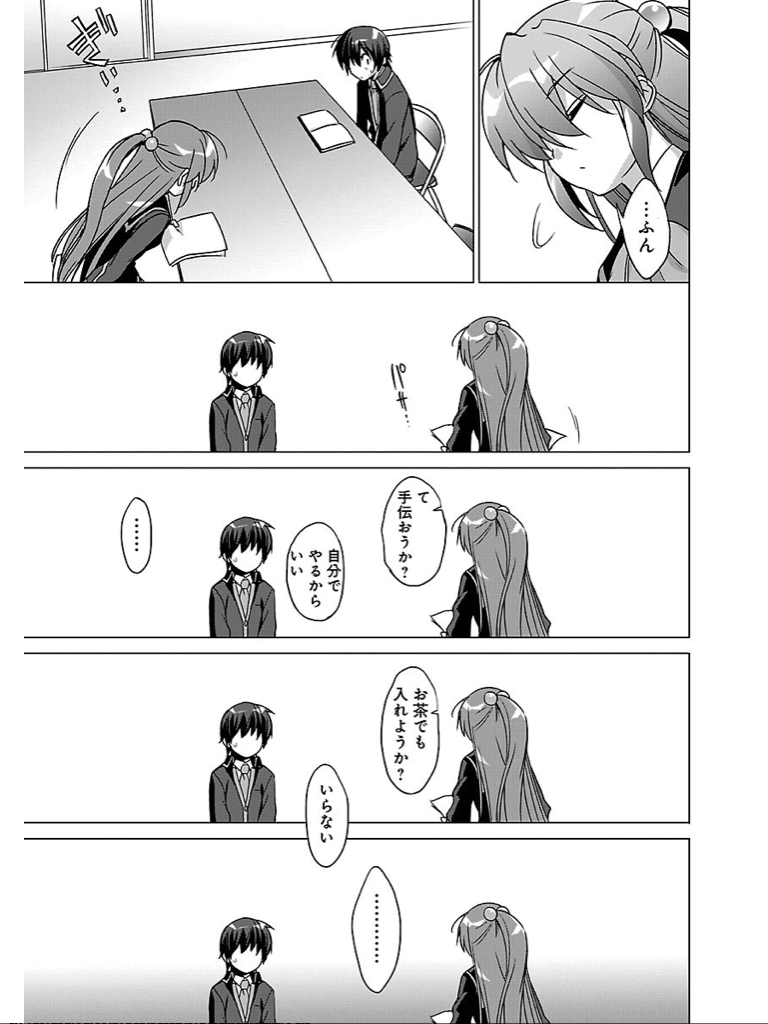 …ふん
ぎぃ…
パサ…
て
手伝おうか?
自分で
やるから
いい
……
お茶でも
入れようか?
いらない
…………